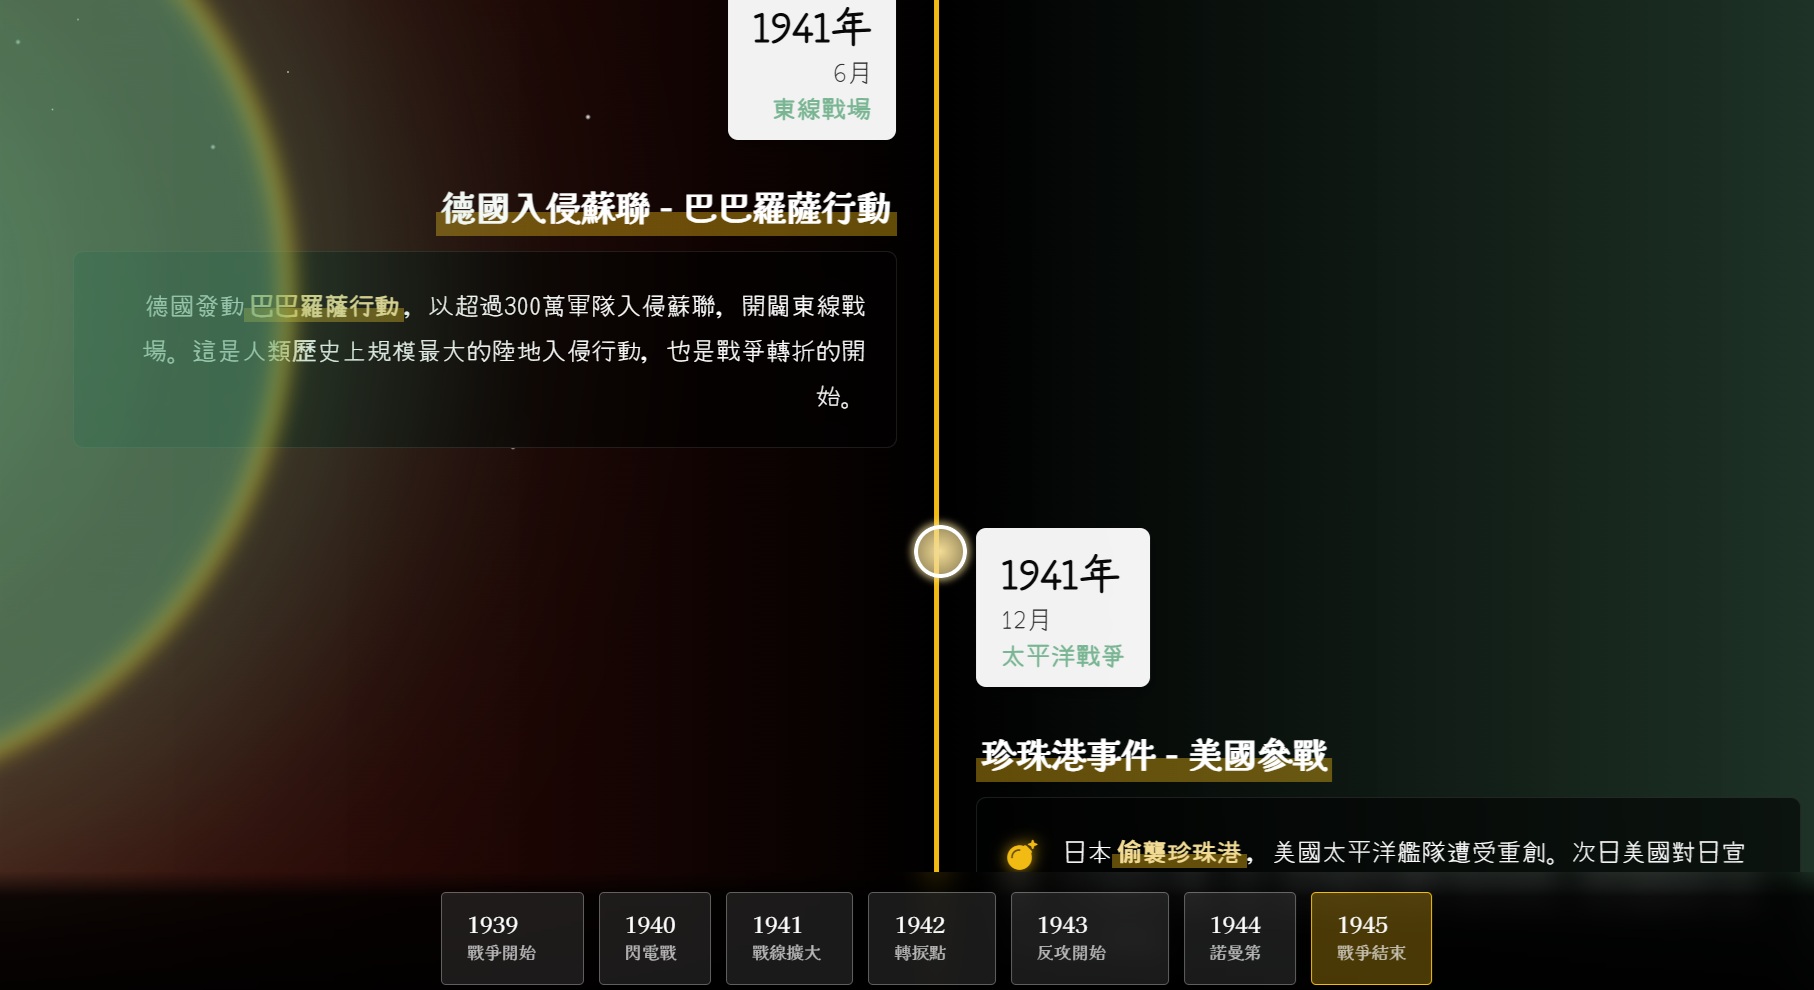 1941年
6月
東線戰場
德國入侵蘇聯 - 巴巴羅薩行動
德國發動巴巴羅薩行動，以超過300萬軍隊入侵蘇聯，開闢東線戰
場。這是人類歷史上規模最大的陸地入侵行動，也是戰爭轉折的開
始。
1941年
12月
太平洋戰爭
珍珠港事件 - 美國參戰
日本偷襲珍珠港，美國太平洋艦隊遭受重創。次日美國對日宣
1939
戰爭開始
1940
閃電戰
1941
戰線擴大
1942
轉捩點
1943
反攻開始
1944
諾曼第
1945
戰爭結束